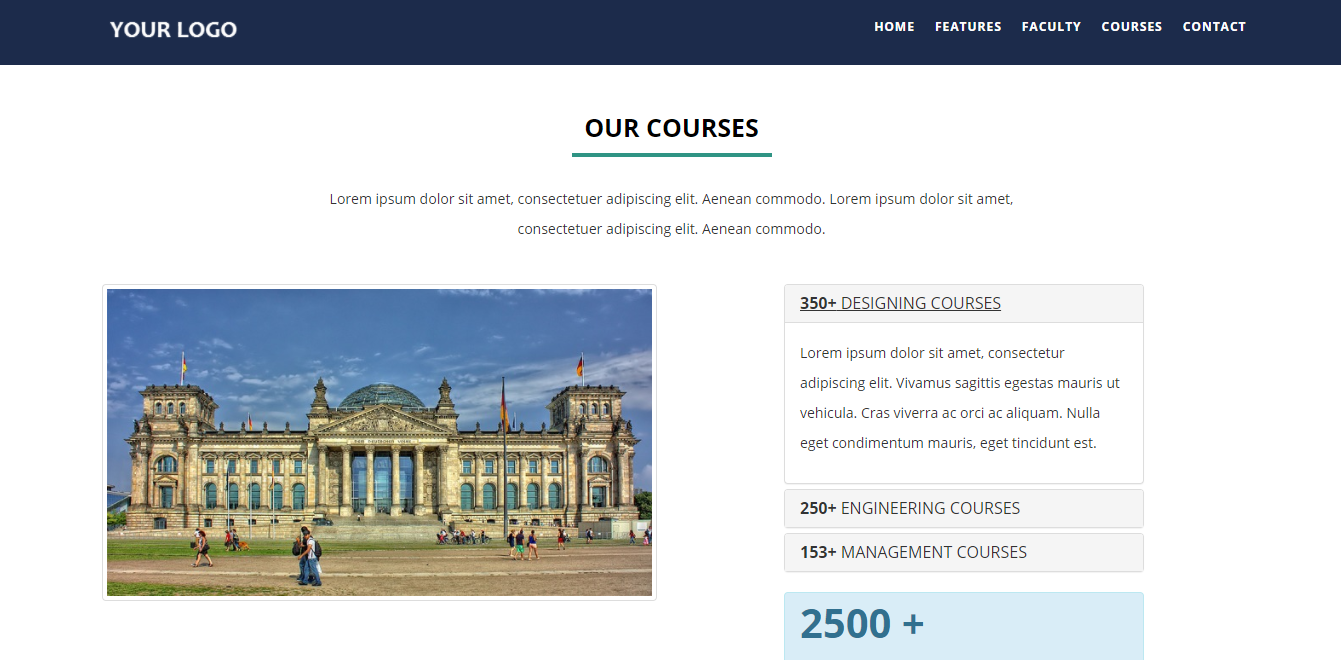 YOUR LOGO
HOME FEATURES FACULTY COURSES CONTACT
OUR COURSES
Lorem ipsum dolor sit amet, consectetuer adipiscing elit. Aenean commodo. Lorem ipsum dolor sit amet,
consectetuer adipiscing elit. Aenean commodo.
350+ DESIGNING COURSES
Lorem ipsum dolor sit amet, consectetur
adipiscing elit. Vivamus sagittis egestas mauris ut
vehicula. Cras viverra ac orci ac aliquam. Nulla
eget condimentum mauris, eget tincidunt est.
250+ ENGINEERING COURSES
153+ MANAGEMENT COURSES
2500 +